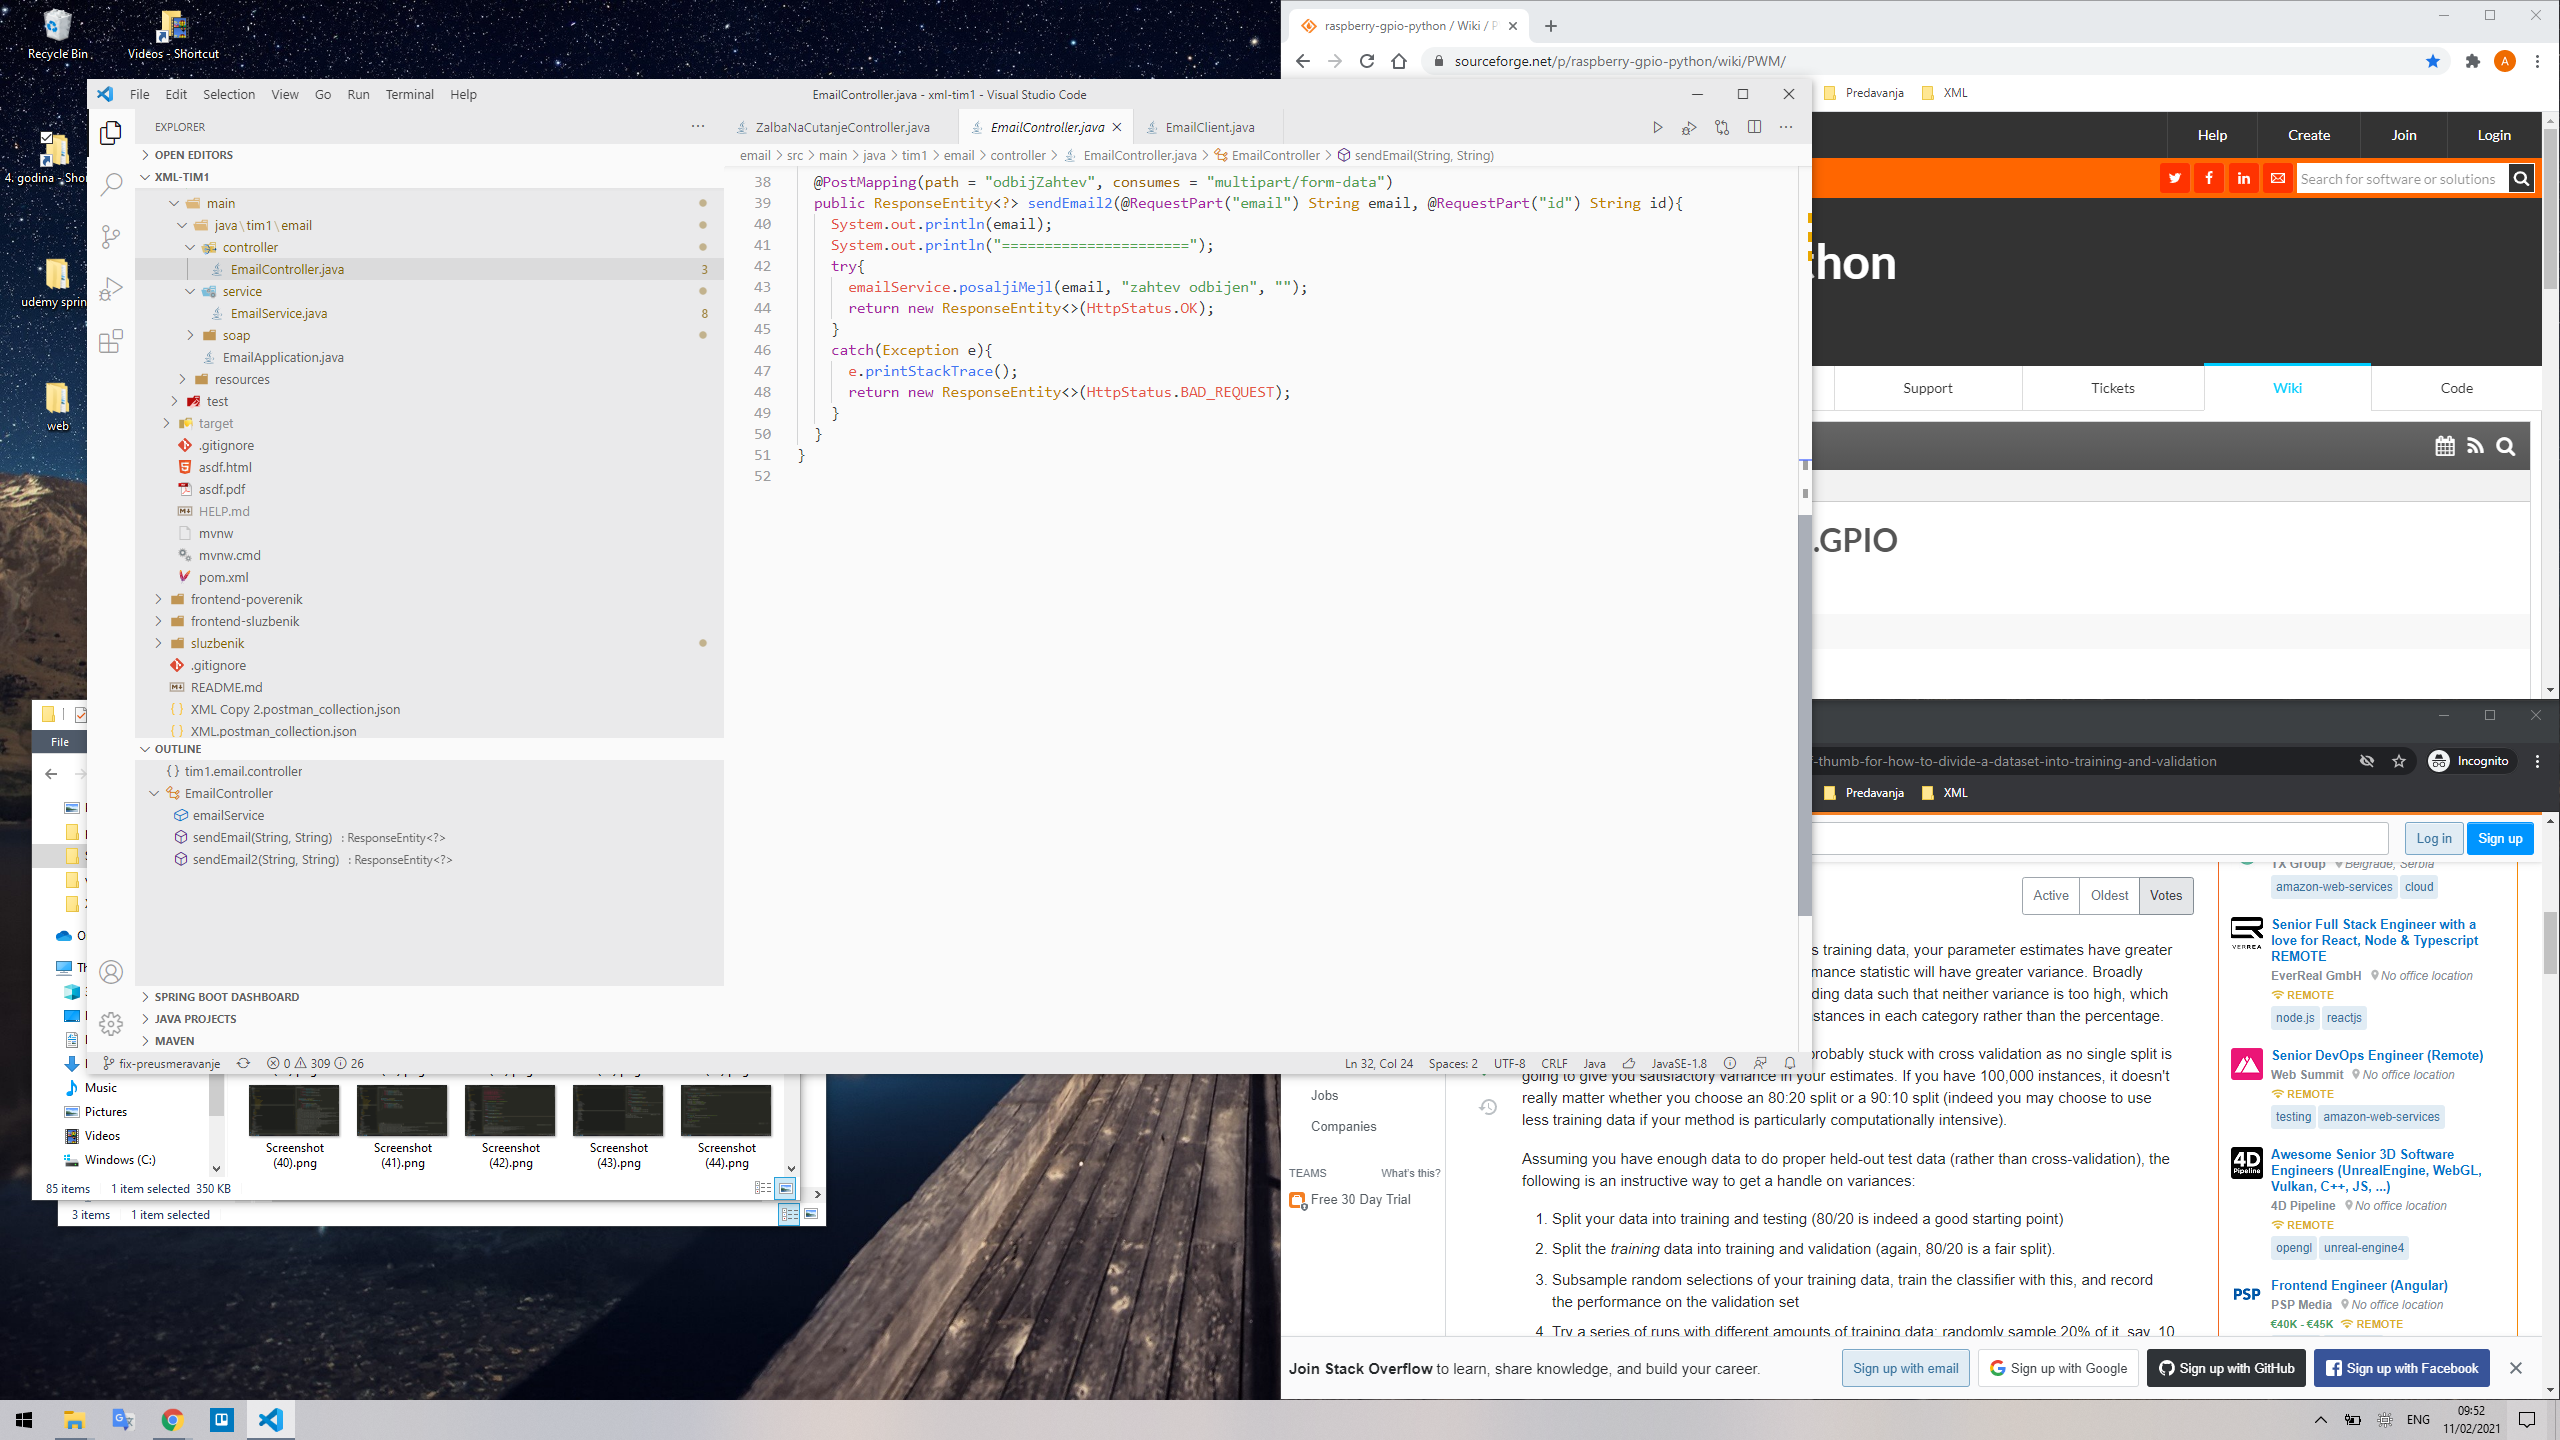 Recycle Bin
Videos - Shortcut
4. godina - Shor
udemy sprin
web
File Edit Selection View Go Run Terminal Help
EmailController.java - xml-tim1 - Visual Studio Code
EXPLORER
OPEN EDITORS
XML-TIM1
main
java\tim1\email
controller
EmailController.java 3
service
EmailService.java 8
soap
EmailApplication.java
resources
test
target
.gitignore
asdf.html
asdf.pdf
HELP.md
mvnw
mvnw.cmd
pom.xml
frontend-poverenik
frontend-sluzbenik
sluzbenik
.gitignore
README.md
XML Copy 2.postman_collection.json
XML.postman_collection.json
OUTLINE
tim1.email.controller
EmailController
emailService
sendEmail(String, String) : ResponseEntity<?>
sendEmail2(String, String) : ResponseEntity<?>
SPRING BOOT DASHBOARD
JAVA PROJECTS
MAVEN
ZalbaNaCutanjeController.java
EmailController.java
EmailClient.java
email > src > main > java > tim1 > email > controller > EmailController.java > EmailController > sendEmail(String, String)
38 @PostMapping(path = "odbijZahtev", consumes = "multipart/form-data")
39 public ResponseEntity<?> sendEmail2(@RequestPart("email") String email, @RequestPart("id") String id){
40 System.out.println(email);
41 System.out.println("======================");
42 try{
43 emailService.posaljiMejl(email, "zahtev odbijen", "");
44 return new ResponseEntity<>(HttpStatus.OK);
45 }
46 catch(Exception e){
47 e.printStackTrace();
48 return new ResponseEntity<>(HttpStatus.BAD_REQUEST);
49 }
50 }
51 }
52
fix-preusmeravanje 0 309 26
Ln 32, Col 24 Spaces: 2 UTF-8 CRLF Java JavaSE-1.8
File
Music
Pictures
Videos
Windows (C:)
Screenshot (40).png
Screenshot (41).png
Screenshot (42).png
Screenshot (43).png
Screenshot (44).png
85 items 1 item selected 350 KB
3 items 1 item selected
raspberry-gpio-python / Wiki / P
sourceforge.net/p/raspberry-gpio-python/wiki/PWM/
A
Predavanja
XML
Help Create Join Login
Search for software or solutions
thon
Support Tickets Wiki Code
.GPIO
-thumb-for-how-to-divide-a-dataset-into-training-and-validation
Incognito
Predavanja
XML
Log in
Sign up
Active Oldest Votes
s training data, your parameter estimates have greater
mance statistic will have greater variance. Broadly
ding data such that neither variance is too high, which
stances in each category rather than the percentage.
probably stuck with cross validation as no single split is
going to give you satisfactory variance in your estimates. If you have 100,000 instances, it doesn't
really matter whether you choose an 80:20 split or a 90:10 split (indeed you may choose to use
less training data if your method is particularly computationally intensive).
Assuming you have enough data to do proper held-out test data (rather than cross-validation), the
following is an instructive way to get a handle on variances:
1. Split your data into training and testing (80/20 is indeed a good starting point)
2. Split the training data into training and validation (again, 80/20 is a fair split).
3. Subsample random selections of your training data, train the classifier with this, and record
the performance on the validation set
4. Try a series of runs with different amounts of training data: randomly sample 20% of it, say, 10
Jobs
Companies
TEAMS What's this?
Free 30 Day Trial
TX Group Belgrade, Serbia
amazon-web-services cloud
VERREA
Senior Full Stack Engineer with a
love for React, Node & Typescript
REMOTE
EverReal GmbH No office location
REMOTE
node.js reactjs
Senior DevOps Engineer (Remote)
Web Summit No office location
REMOTE
testing amazon-web-services
4D Pipeline
Awesome Senior 3D Software
Engineers (UnrealEngine, WebGL,
Vulkan, C++, JS, ...)
4D Pipeline No office location
REMOTE
opengl unreal-engine4
PSP
Frontend Engineer (Angular)
PSP Media No office location
€40K - €45K REMOTE
Join Stack Overflow to learn, share knowledge, and build your career.
Sign up with email
Sign up with Google
Sign up with GitHub
Sign up with Facebook
ENG
09:52
11/02/2021